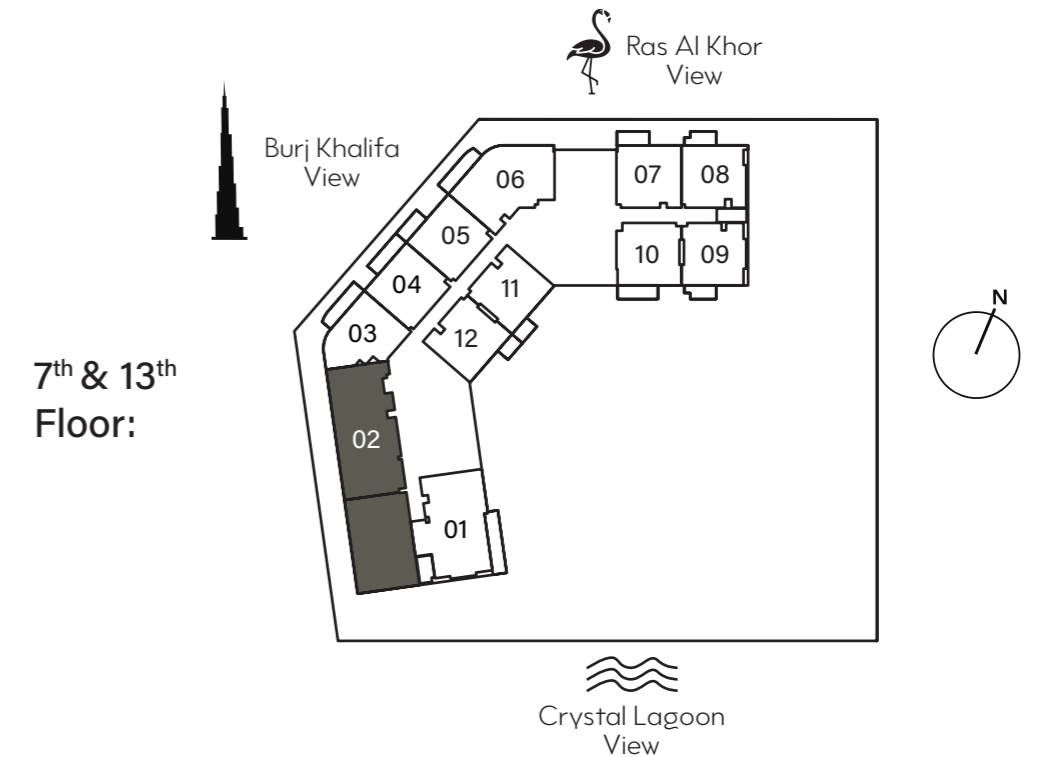 Ras Al Khor
View
Burj Khalifa
View
06
07
08
05
10
09
04
11
03
12
N
7th & 13th
Floor:
02
01
Crystal Lagoon
View